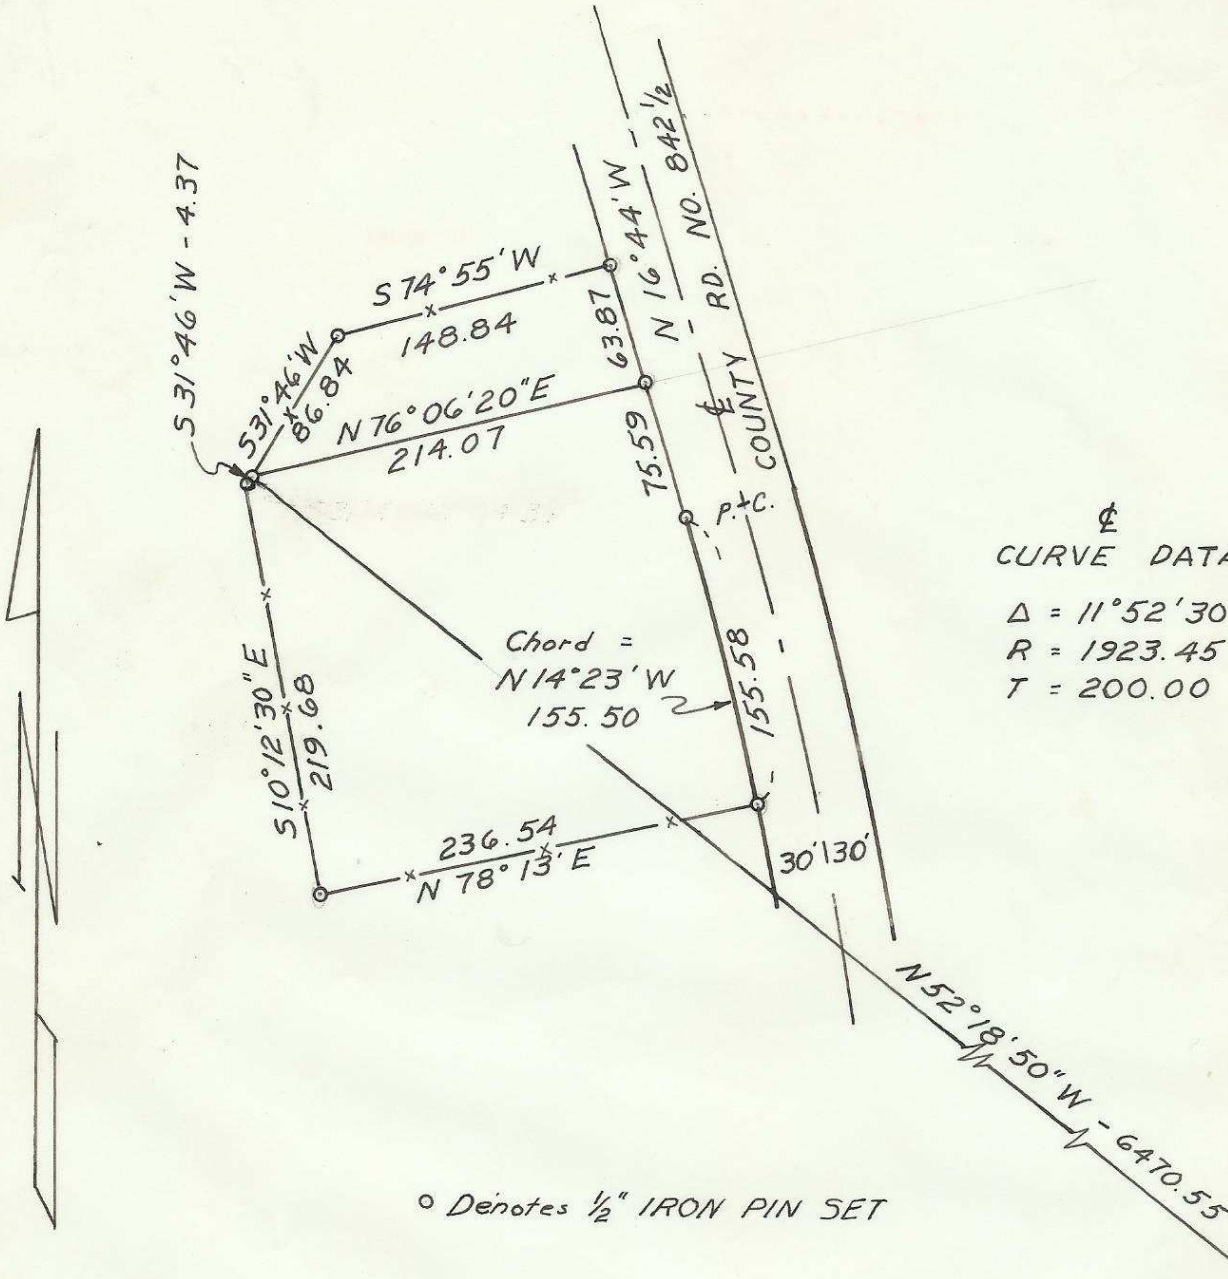 S31°46'W - 4.37
S 74°55'W
148.84
S31°46'W
86.84
N 76°06'20"E
214.07
63.87
N 16°44'W
COUNTY RD. NO. 842 1/2
℄
75.59
P.C.
155.58
Chord =
N 14°23'W
155.50
S10°12'30"E
219.68
236.54
N 78°13'E
30' 30'
℄
CURVE DATA
Δ = 11°52'30
R = 1923.45
T = 200.00
N52°18'50"W - 6470.55
N
o Denotes 1/2" IRON PIN SET